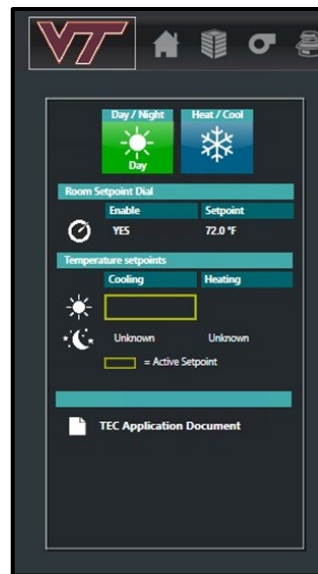 VT
Day / Night Heat / Cool
Day
Room Setpoint Dial
Enable Setpoint
YES 72.0 °F
Temperature setpoints
Cooling Heating
Unknown Unknown
= Active Setpoint
TEC Application Document